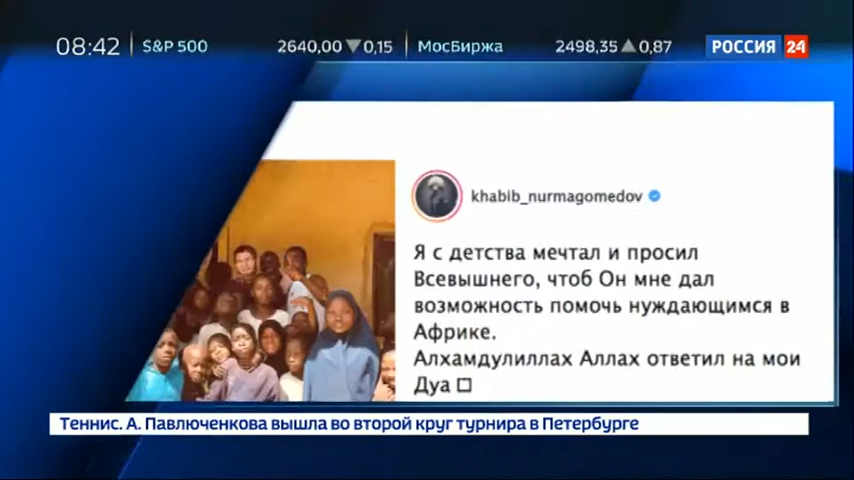 08:42 S&P 500 2640,00 ▼ 0,15 МосБиржа 2498,35 ▲ 0,87 РОССИЯ 24
khabib_nurmagomedov
Я с детства мечтал и просил
Всевышнего, чтоб Он мне дал
возможность помочь нуждающимся в
Африке.
Алхамдулиллах Аллах ответил на мои
Дуа □
Теннис. А. Павлюченкова вышла во второй круг турнира в Петербурге